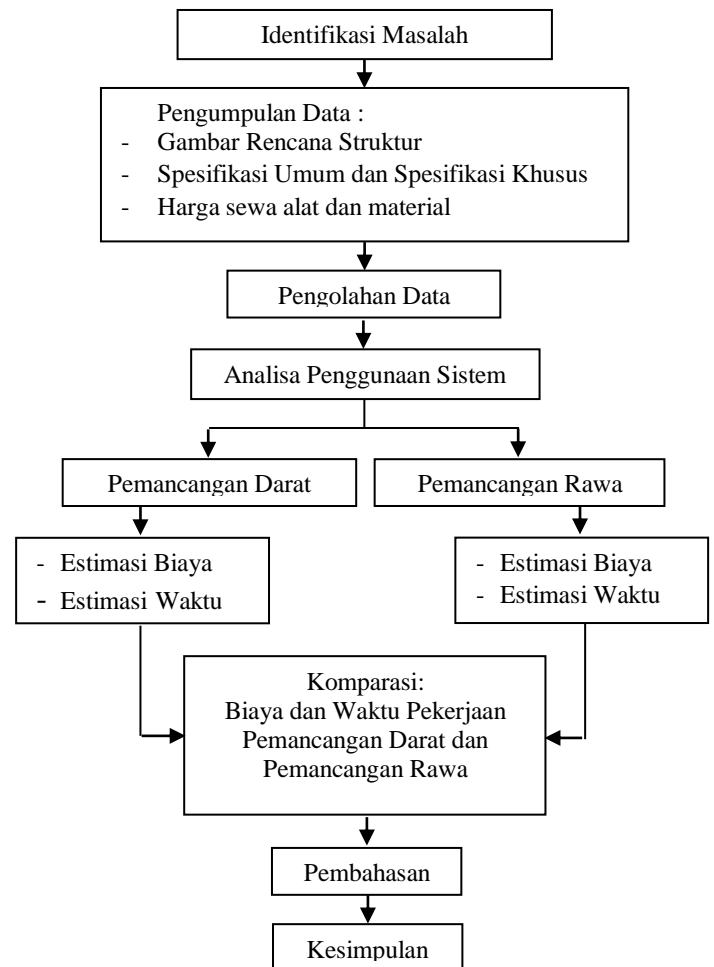 Identifikasi Masalah
Pengumpulan Data :
- Gambar Rencana Struktur
- Spesifikasi Umum dan Spesifikasi Khusus
- Harga sewa alat dan material
Pengolahan Data
Analisa Penggunaan Sistem
Pemancangan Darat
Pemancangan Rawa
- Estimasi Biaya
- Estimasi Waktu
- Estimasi Biaya
- Estimasi Waktu
Komparasi:
Biaya dan Waktu Pekerjaan
Pemancangan Darat dan
Pemancangan Rawa
Pembahasan
Kesimpulan